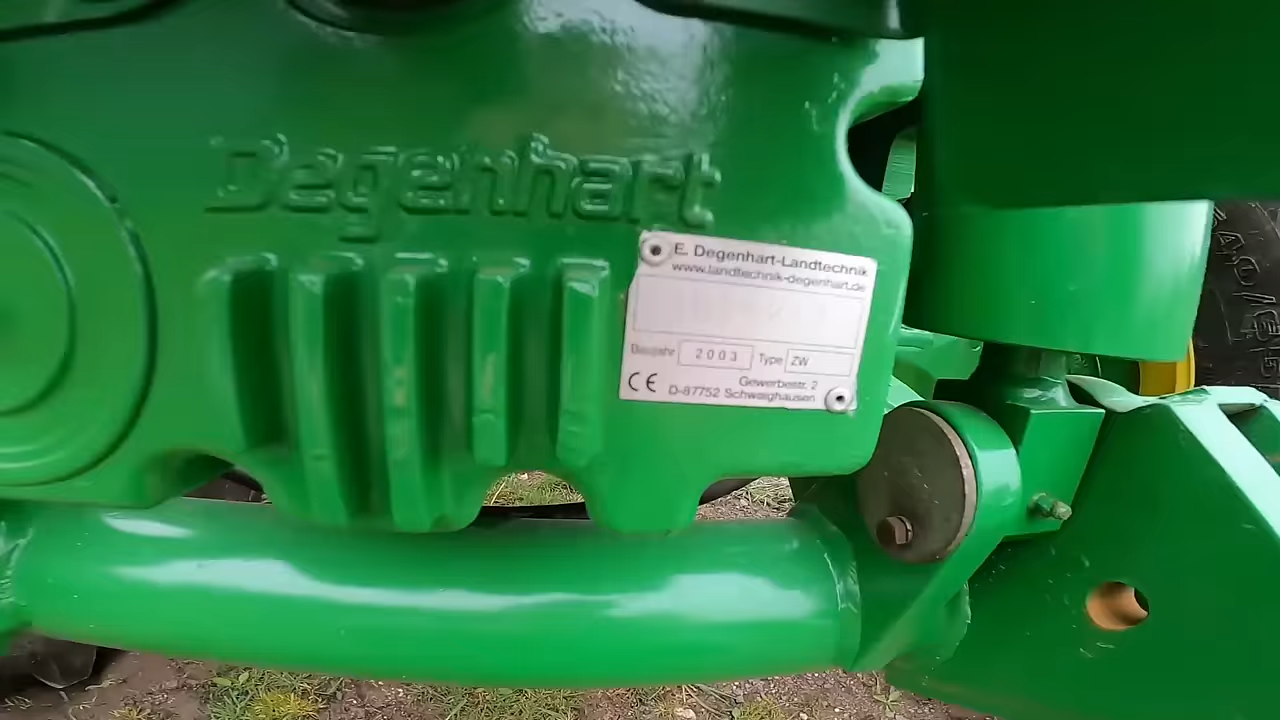 Degenhart
E. Degenhart-Landtechnik
www.landtechnik-degenhart.de
Baujahr 2003 Type ZW
CE
Gewerbestr. 2
D-87752 Schwaighausen